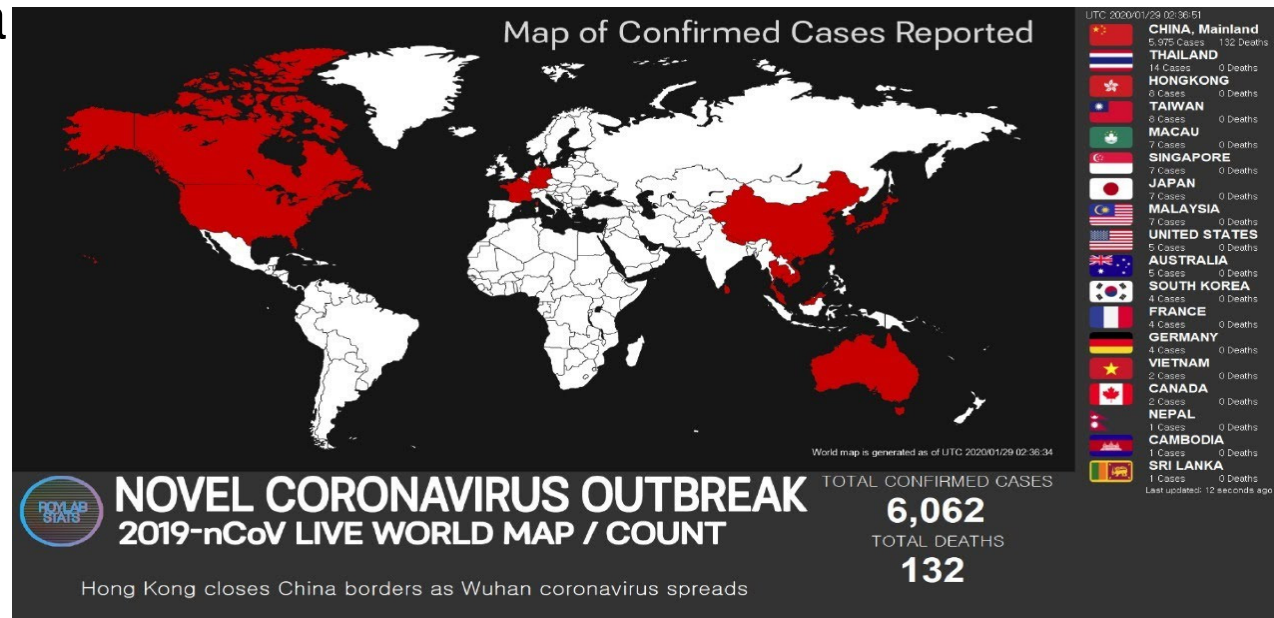 a
Map of Confirmed Cases Reported
World map is generated as of UTC 2020/01/29 02:36:34
UTC 2020/01/29 02:36:51
CHINA, Mainland
5,975 Cases 132 Deaths
THAILAND
14 Cases 0 Deaths
HONGKONG
8 Cases 0 Deaths
TAIWAN
8 Cases 0 Deaths
MACAU
7 Cases 0 Deaths
SINGAPORE
7 Cases 0 Deaths
JAPAN
7 Cases 0 Deaths
MALAYSIA
7 Cases 0 Deaths
UNITED STATES
5 Cases 0 Deaths
AUSTRALIA
5 Cases 0 Deaths
SOUTH KOREA
4 Cases 0 Deaths
FRANCE
4 Cases 0 Deaths
GERMANY
4 Cases 0 Deaths
VIETNAM
2 Cases 0 Deaths
CANADA
2 Cases 0 Deaths
NEPAL
1 Cases 0 Deaths
CAMBODIA
1 Cases 0 Deaths
SRI LANKA
1 Cases 0 Deaths
Last updated: 12 seconds ago
ROYLAB
STATS
NOVEL CORONAVIRUS OUTBREAK
2019-nCoV LIVE WORLD MAP / COUNT
Hong Kong closes China borders as Wuhan coronavirus spreads
TOTAL CONFIRMED CASES
6,062
TOTAL DEATHS
132